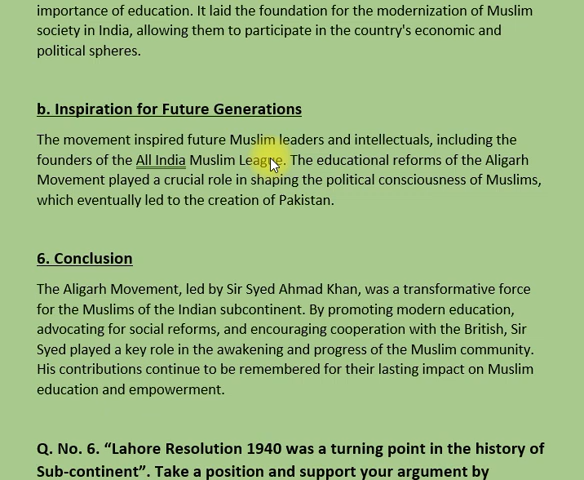 importance of education. It laid the foundation for the modernization of Muslim
society in India, allowing them to participate in the country's economic and
political spheres.
b. Inspiration for Future Generations
The movement inspired future Muslim leaders and intellectuals, including the
founders of the All India Muslim League. The educational reforms of the Aligarh
Movement played a crucial role in shaping the political consciousness of Muslims,
which eventually led to the creation of Pakistan.
6. Conclusion
The Aligarh Movement, led by Sir Syed Ahmad Khan, was a transformative force
for the Muslims of the Indian subcontinent. By promoting modern education,
advocating for social reforms, and encouraging cooperation with the British, Sir
Syed played a key role in the awakening and progress of the Muslim community.
His contributions continue to be remembered for their lasting impact on Muslim
education and empowerment.
Q. No. 6. “Lahore Resolution 1940 was a turning point in the history of
Sub-continent”. Take a position and support your argument by